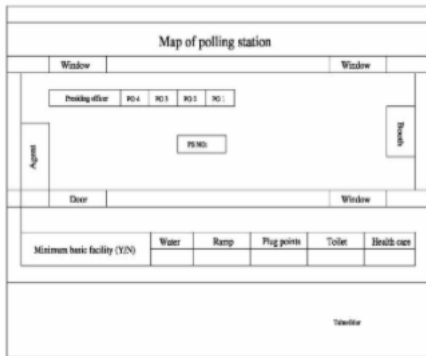 Map of polling station
Window Window
Presiding officer PO 4 PO 3 PO 2 PO 1
Booth
Agent
PS NO:
Door Window
Minimum basic facility (Y/N) Water Ramp Plug points Toilet Health care